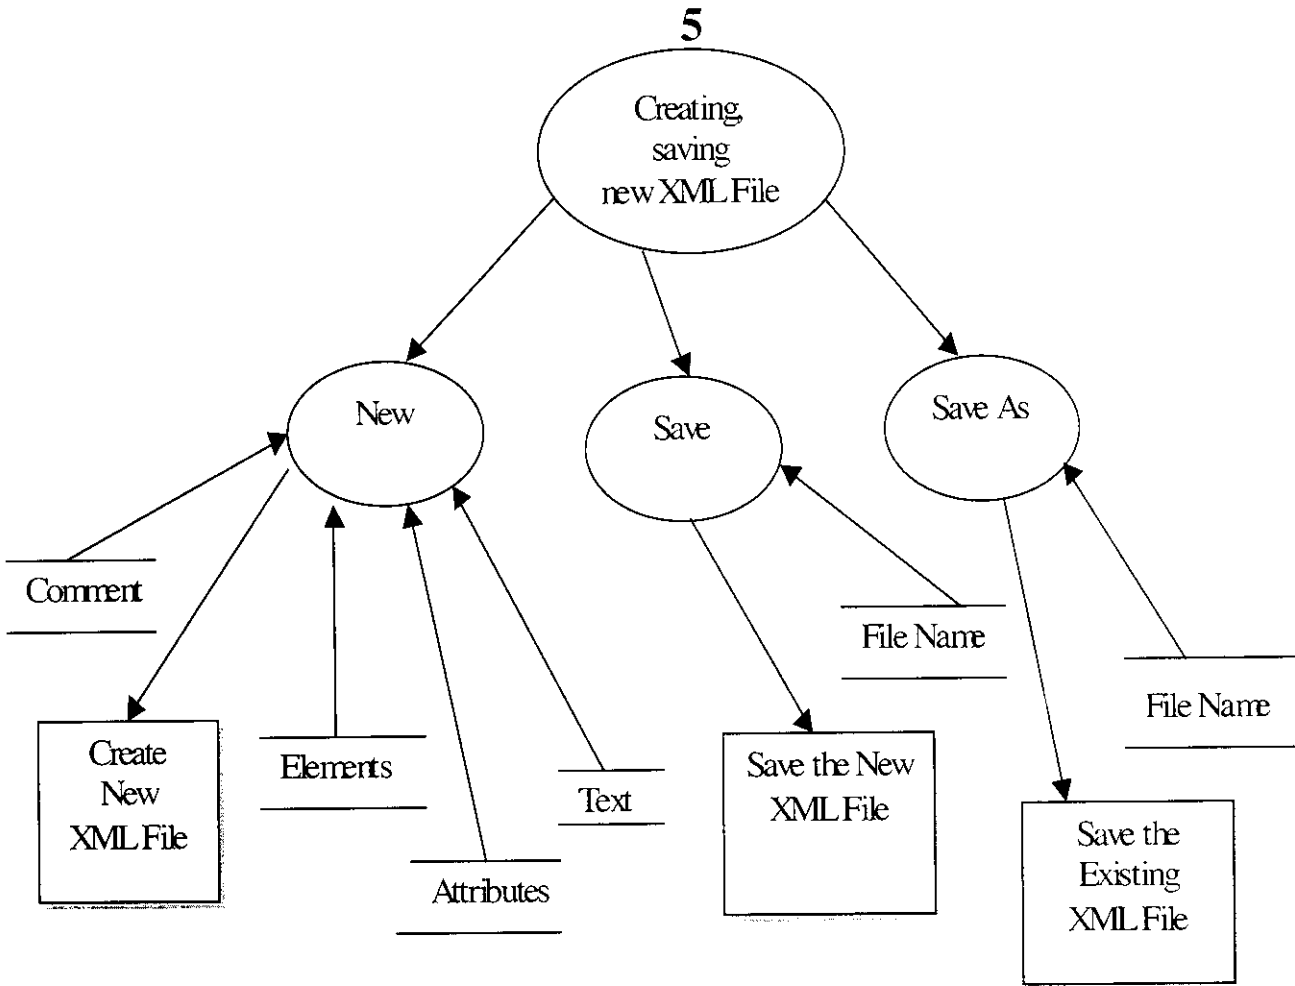 5
Creating,
saving
new XML File
New
Save
Save As
Comment
File Name
File Name
Create
New
XML File
Elements
Text
Attributes
Save the New
XML File
Save the
Existing
XML File